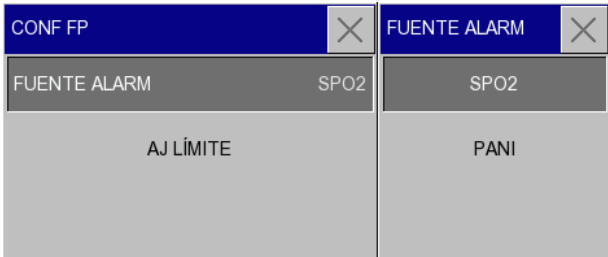 CONF FP
FUENTE ALARM SPO2
AJ LÍMITE
FUENTE ALARM
SPO2
PANI